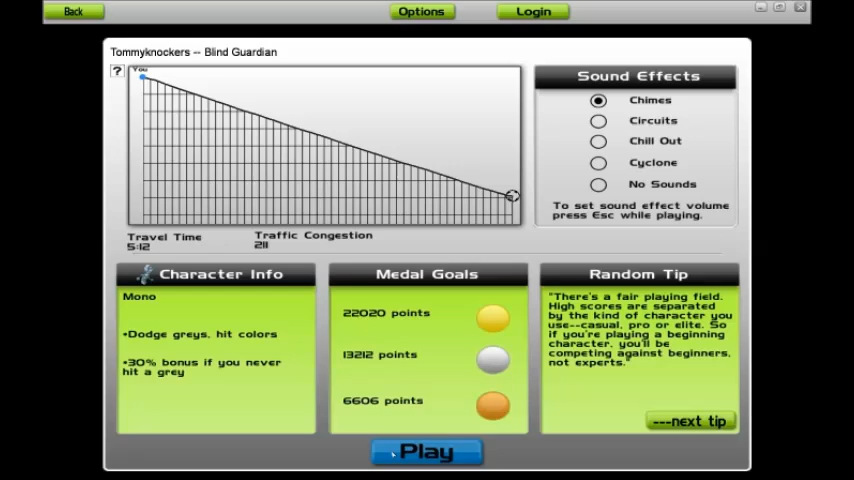 Back
Options
Login
Tommyknockers -- Blind Guardian
?
You
Travel Time
5:12
Traffic Congestion
211
Sound Effects
Chimes
Circuits
Chill Out
Cyclone
No Sounds
To set sound effect volume
press Esc while playing.
Character Info
Mono
•Dodge greys, hit colors
•30% bonus if you never
hit a grey
Medal Goals
22020 points
13212 points
6606 points
Random Tip
"There's a fair playing field.
High scores are separated
by the kind of character you
use--casual, pro or elite. So
if you're playing a beginning
character, you'll be
competing against beginners,
not experts."
---next tip
Play